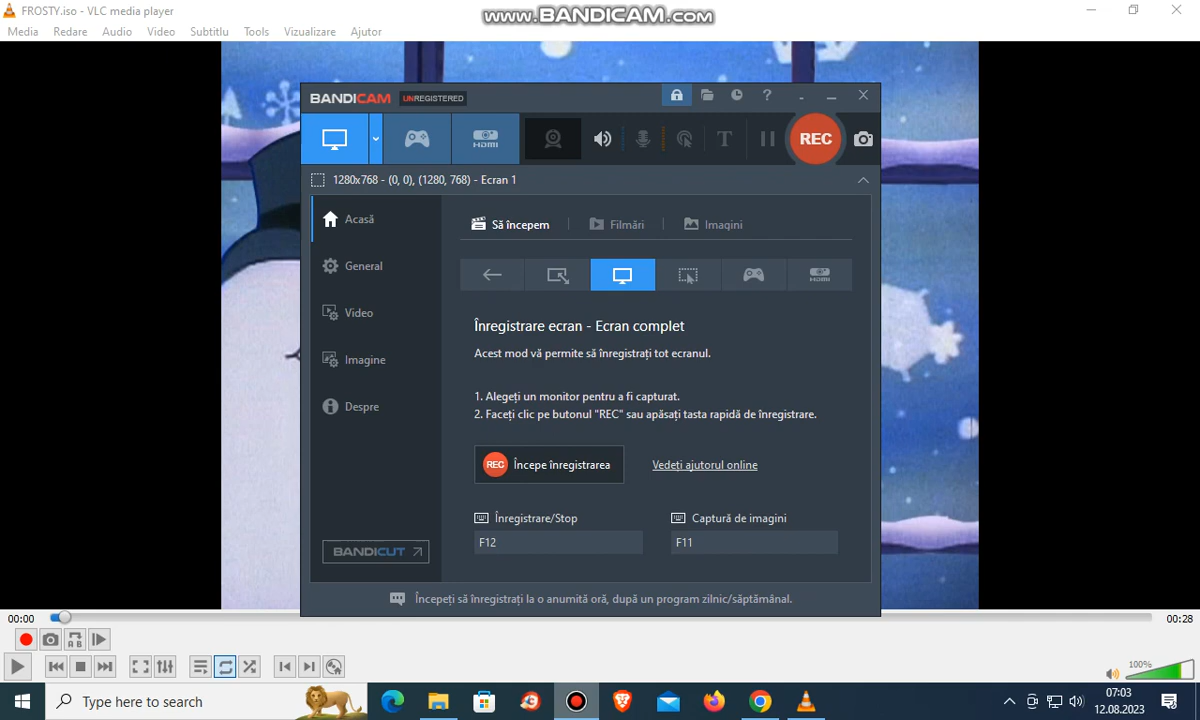 FROSTY.iso - VLC media player
www.BANDICAM.com
Media Redare Audio Video Subtitlu Tools Vizualizare Ajutor
BANDICAM UNREGISTERED
HDMI T REC
1280x768 - (0, 0), (1280, 768) - Ecran 1
Acasă
General
Video
Imagine
Despre
BANDICUT
Să începem Filmări Imagini
HDMI
Înregistrare ecran - Ecran complet
Acest mod vă permite să înregistrați tot ecranul.
1. Alegeți un monitor pentru a fi capturat.
2. Faceți clic pe butonul "REC" sau apăsați tasta rapidă de înregistrare.
REC Începe înregistrarea Vedeți ajutorul online
Înregistrare/Stop Captură de imagini
F12 F11
Începeți să înregistrați la o anumită oră, după un program zilnic/săptămânal.
00:00 00:28
A B
100%
Type here to search
07:03
12.08.2023